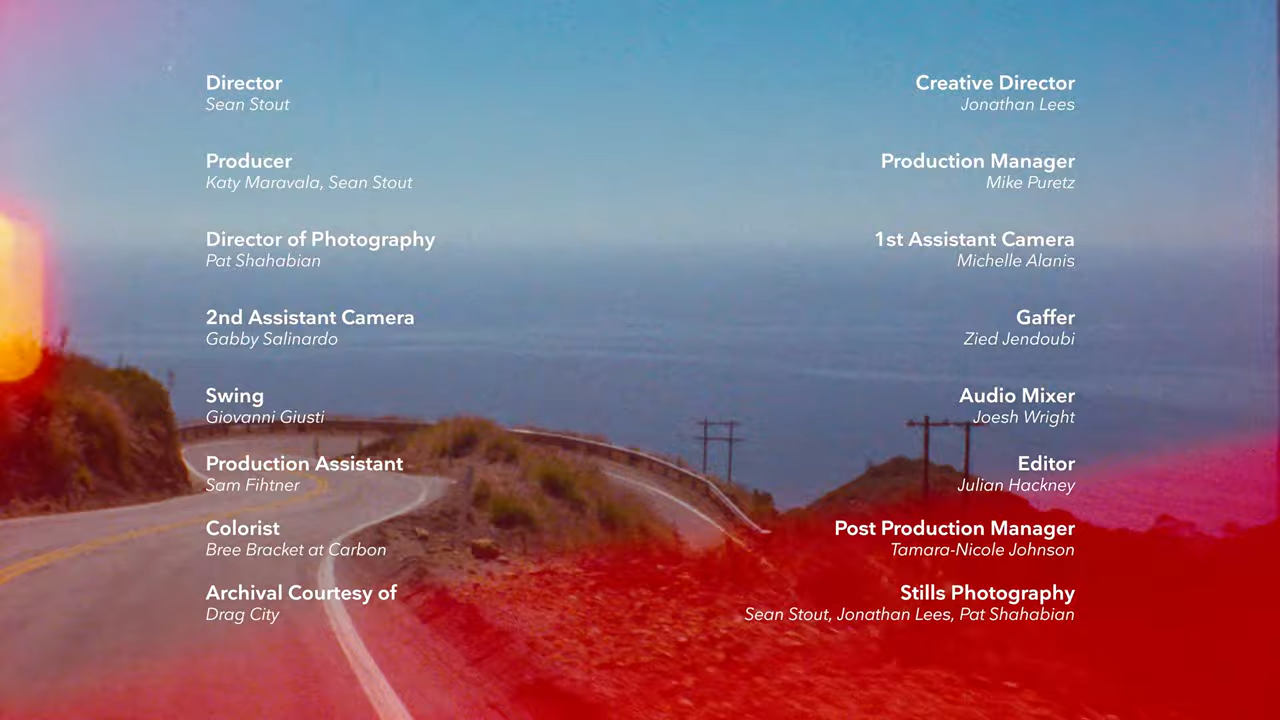 Director
Sean Stout
Creative Director
Jonathan Lees
Producer
Katy Maravala, Sean Stout
Production Manager
Mike Puretz
Director of Photography
Pat Shahabian
1st Assistant Camera
Michelle Alanis
2nd Assistant Camera
Gabby Salinardo
Gaffer
Zied Jendoubi
Swing
Giovanni Giusti
Audio Mixer
Joesh Wright
Production Assistant
Sam Fihtner
Editor
Julian Hackney
Colorist
Bree Bracket at Carbon
Post Production Manager
Tamara-Nicole Johnson
Archival Courtesy of
Drag City
Stills Photography
Sean Stout, Jonathan Lees, Pat Shahabian